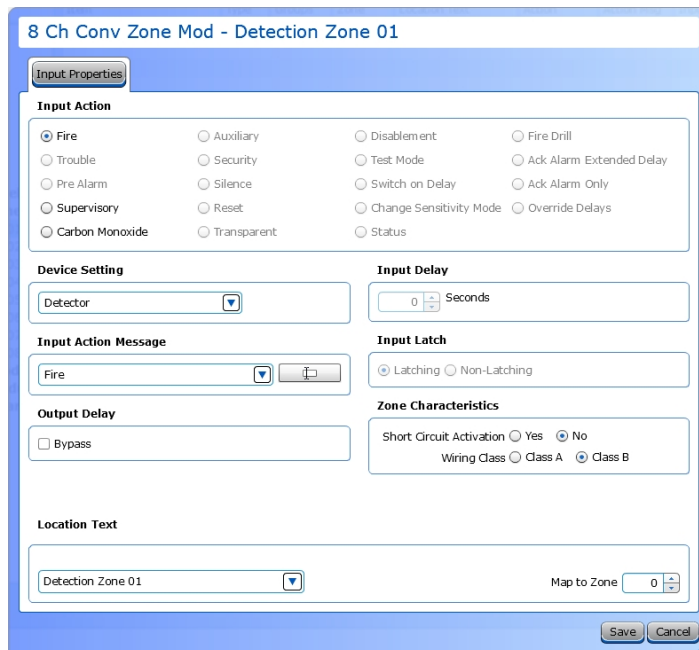 8 Ch Conv Zone Mod - Detection Zone 01
Input Properties
Input Action
Fire Auxiliary Disablement Fire Drill
Trouble Security Test Mode Ack Alarm Extended Delay
Pre Alarm Silence Switch on Delay Ack Alarm Only
Supervisory Reset Change Sensitivity Mode Override Delays
Carbon Monoxide Transparent Status
Device Setting Input Delay
Detector 0 Seconds
Input Action Message Input Latch
Fire Latching Non-Latching
Output Delay Zone Characteristics
Bypass Short Circuit Activation Yes No
Wiring Class Class A Class B
Location Text
Detection Zone 01 Map to Zone 0
Save Cancel